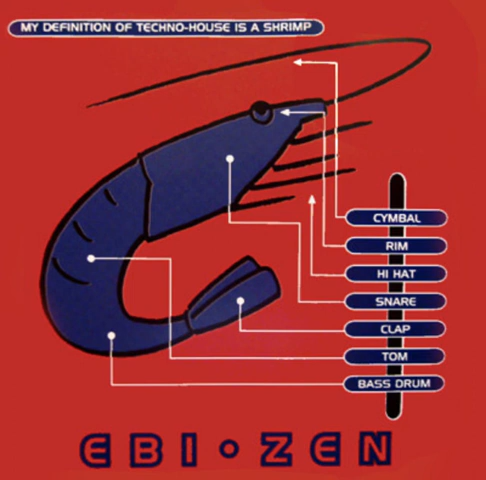 MY DEFINITION OF TECHNO-HOUSE IS A SHRIMP
CYMBAL
RIM
HI HAT
SNARE
CLAP
TOM
BASS DRUM
EBI•ZEN